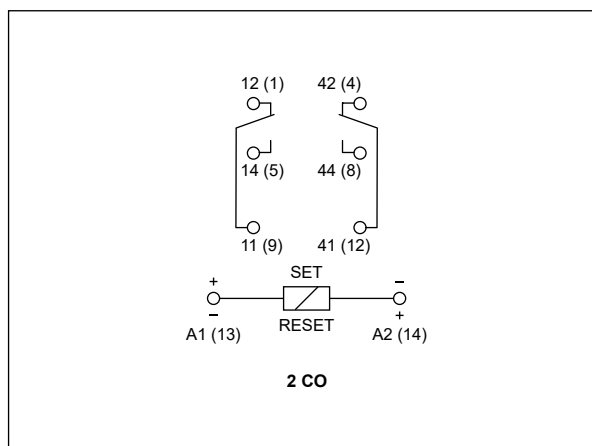 12 (1) 42 (4)
14 (5) 44 (8)
11 (9) 41 (12)
SET
+ −
− +
RESET
A1 (13) A2 (14)
2 CO